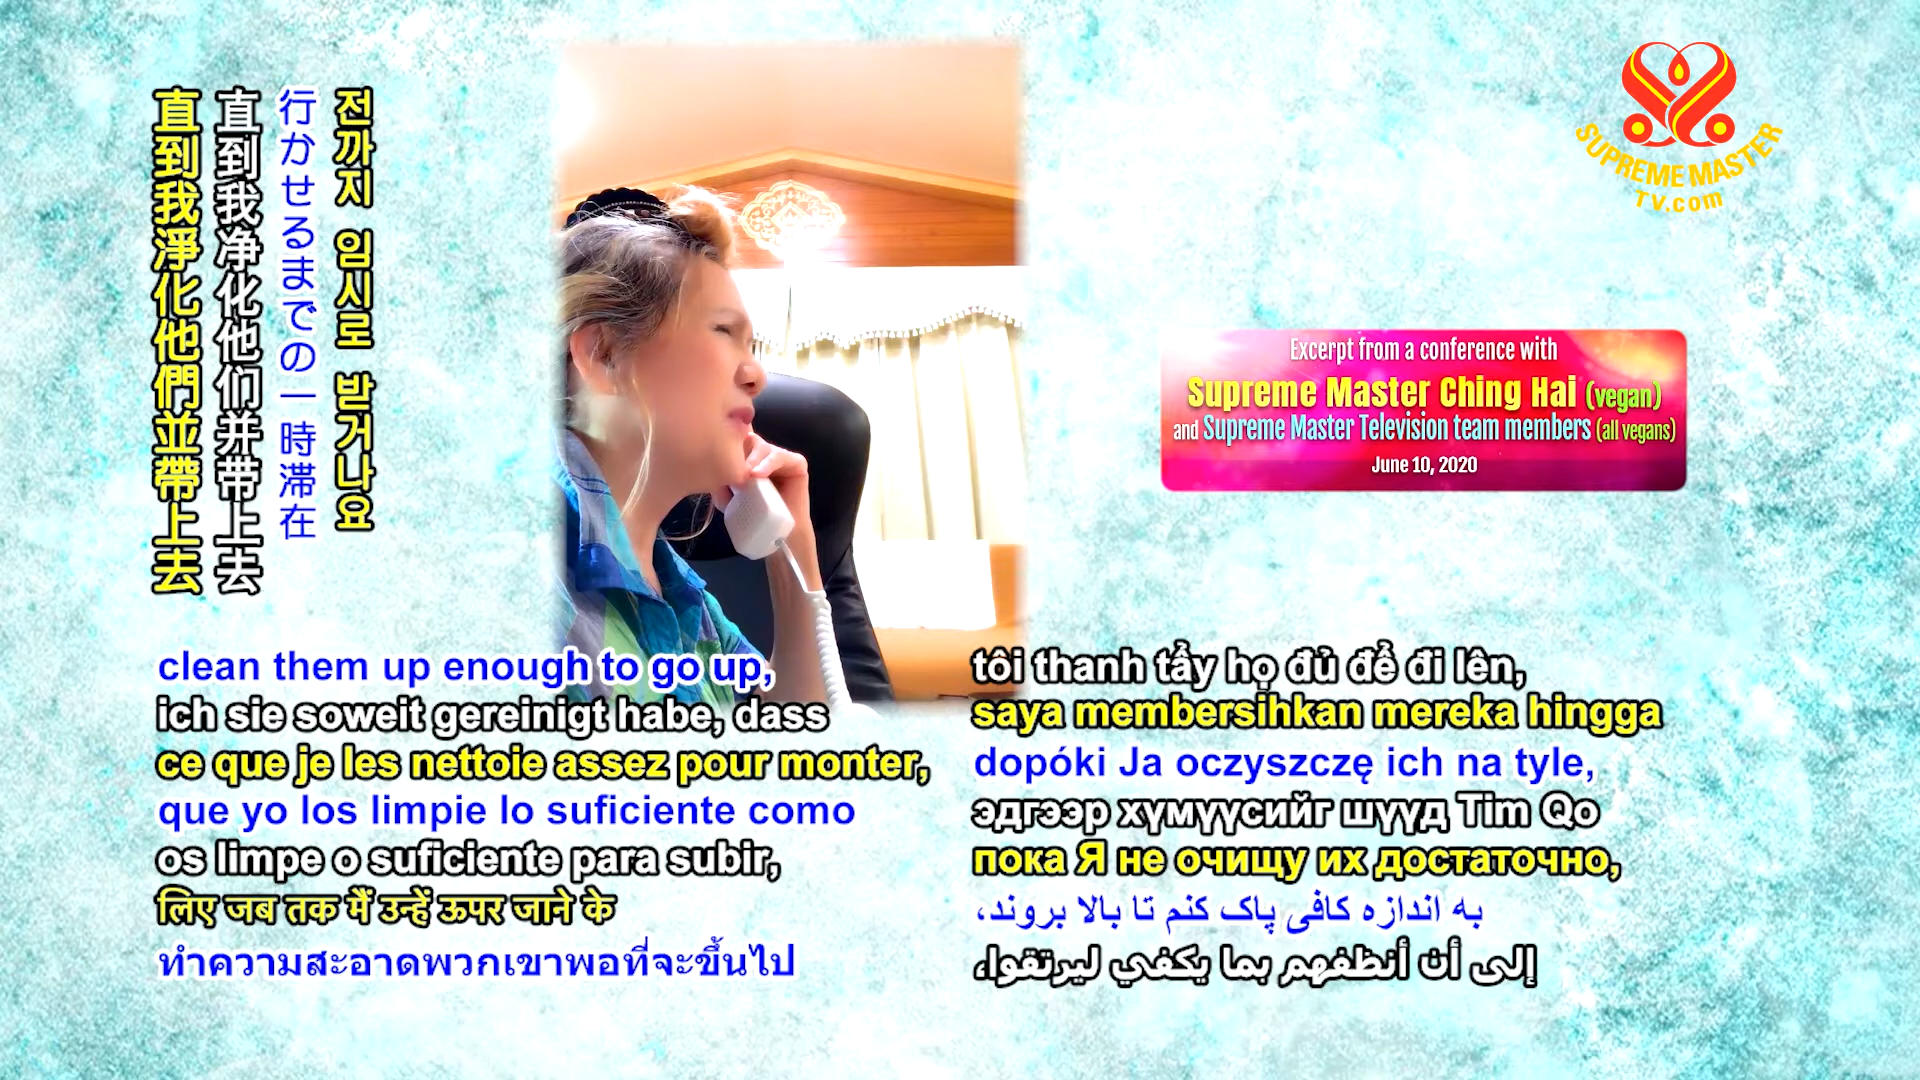 直到我淨化他們並帶上去
直到我净化他们并带上去
行かせるまでの一時滞在
전까지 임시로 받거나요
SUPREME MASTER
TV.com
Excerpt from a conference with
Supreme Master Ching Hai (vegan)
and Supreme Master Television team members (all vegans)
June 10, 2020
clean them up enough to go up,
ich sie soweit gereinigt habe, dass
ce que je les nettoie assez pour monter,
que yo los limpie lo suficiente como
os limpe o suficiente para subir,
लिए जब तक मैं उन्हें ऊपर जाने के
ทำความสะอาดพวกเขาพอที่จะขึ้นไป
tôi thanh tẩy họ đủ để đi lên,
saya membersihkan mereka hingga
dopóki Ja oczyszczę ich na tyle,
эдгээр хүмүүсийг шууд Tim Qo
пока Я не очищу их достаточно,
به اندازه کافی پاک کنم تا بالا بروند،
إلى أن أنظفهم بما يكفي ليرتقوا،